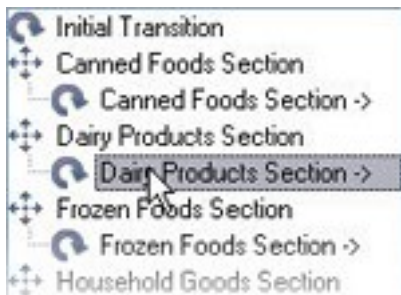 Initial Transition
Canned Foods Section
Canned Foods Section ->
Dairy Products Section
Dairy Products Section ->
Frozen Foods Section
Frozen Foods Section ->
Household Goods Section